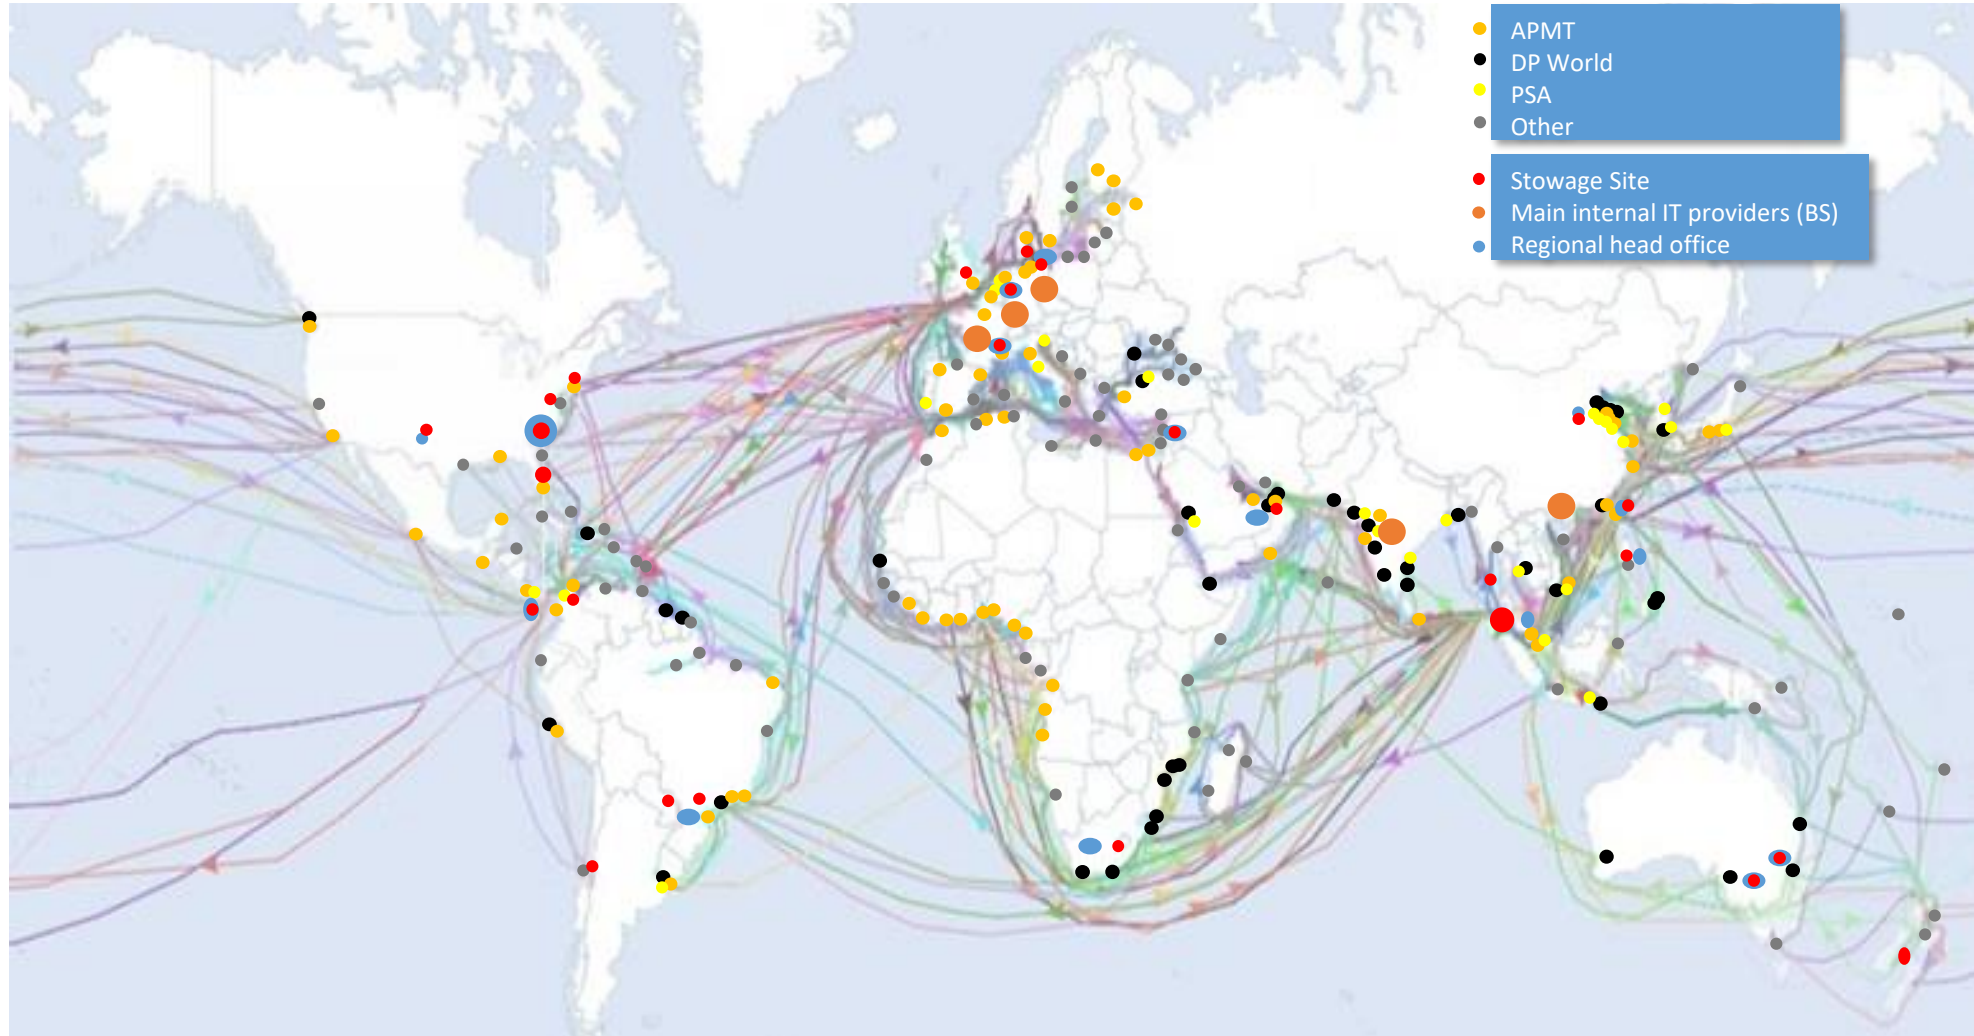 APMT
DP World
PSA
Other
Stowage Site
Main internal IT providers (BS)
Regional head office